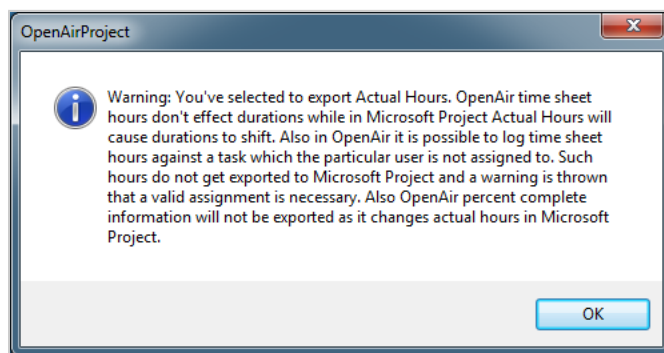 OpenAirProject
Warning: You've selected to export Actual Hours. OpenAir time sheet
hours don't effect durations while in Microsoft Project Actual Hours will
cause durations to shift. Also in OpenAir it is possible to log time sheet
hours against a task which the particular user is not assigned to. Such
hours do not get exported to Microsoft Project and a warning is thrown
that a valid assignment is necessary. Also OpenAir percent complete
information will not be exported as it changes actual hours in Microsoft
Project.
OK